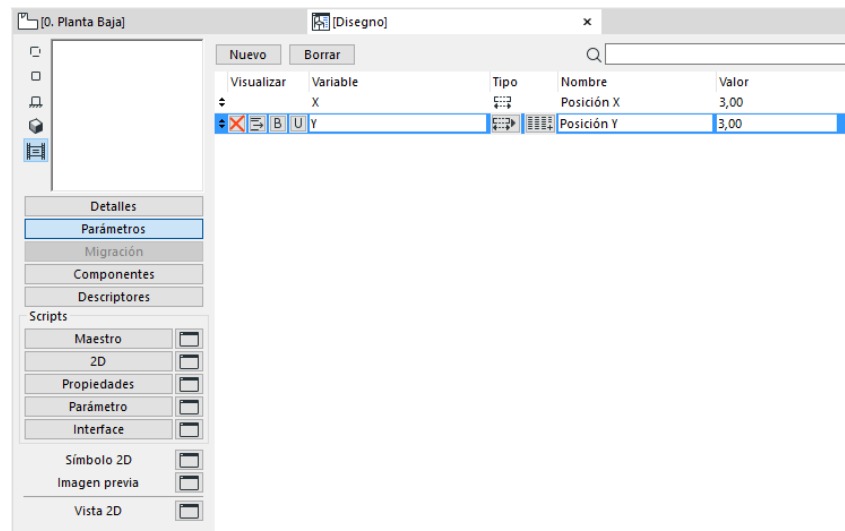 [0. Planta Baja]
[Disegno]
Nuevo Borrar
Visualizar Variable Tipo Nombre Valor
X Posición X 3,00
B U Y Posición Y 3,00
Detalles
Parámetros
Migración
Componentes
Descriptores
Scripts
Maestro
2D
Propiedades
Parámetro
Interface
Símbolo 2D
Imagen previa
Vista 2D